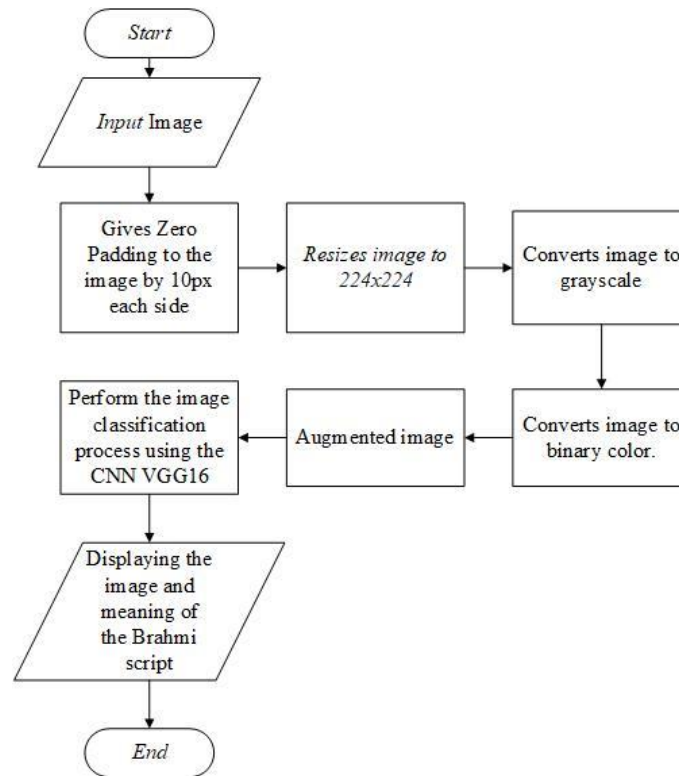 Start
Input Image
Gives Zero
Padding to the
image by 10px
each side
Resizes image to
224x224
Converts image to
grayscale
Converts image to
binary color.
Augmented image
Perform the image
classification
process using the
CNN VGG16
Displaying the
image and
meaning of
the Brahmi
script
End